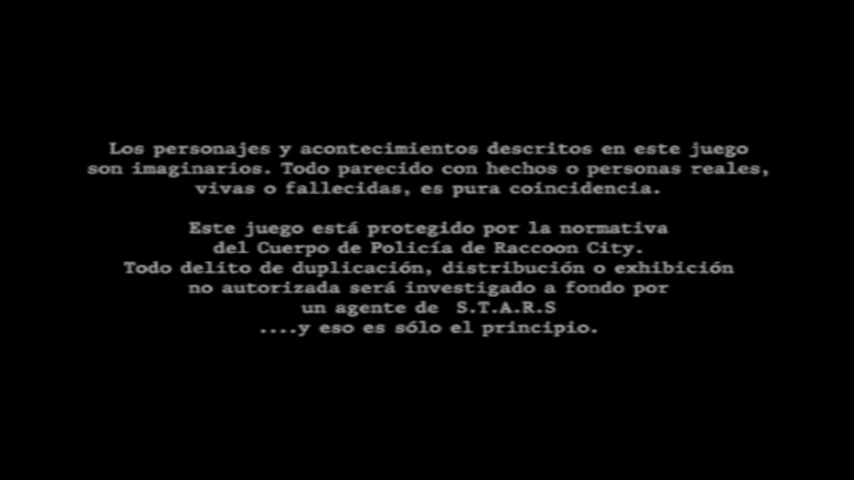 Los personajes y acontecimientos descritos en este juego
son imaginarios. Todo parecido con hechos o personas reales,
vivas o fallecidas, es pura coincidencia.
Este juego está protegido por la normativa
del Cuerpo de Policía de Raccoon City.
Todo delito de duplicación, distribución o exhibición
no autorizada será investigado a fondo por
un agente de S.T.A.R.S
....y eso es sólo el principio.